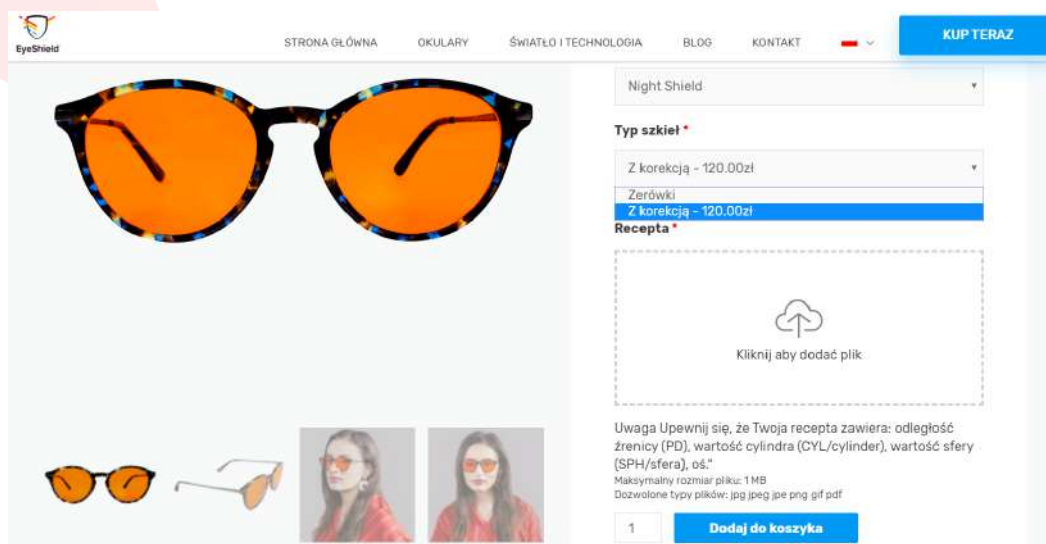 EyeShield
STRONA GŁÓWNA
OKULARY
ŚWIATŁO I TECHNOLOGIA
BLOG
KONTAKT
KUP TERAZ
Night Shield
Typ szkieł *
Z korekcją - 120.00zł
Zerówki
Z korekcją - 120.00zł
Recepta *
Kliknij aby dodać plik
Uwaga Upewnij się, że Twoja recepta zawiera: odległość
źrenicy (PD), wartość cylindra (CYL/cylinder), wartość sfery
(SPH/sfera), oś."
Maksymalny rozmiar pliku: 1 MB
Dozwolone typy plików: jpg jpeg jpe png gif pdf
1
Dodaj do koszyka